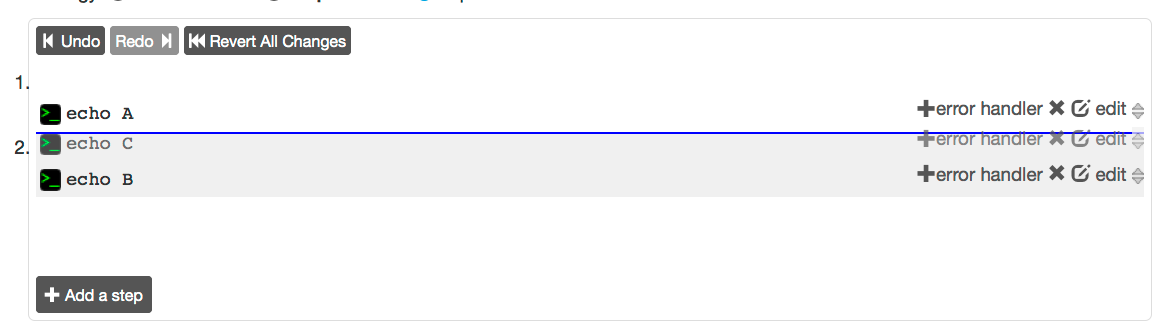 Undo Redo Revert All Changes
1.
echo A error handler edit
2. echo C error handler edit
echo B error handler edit
Add a step